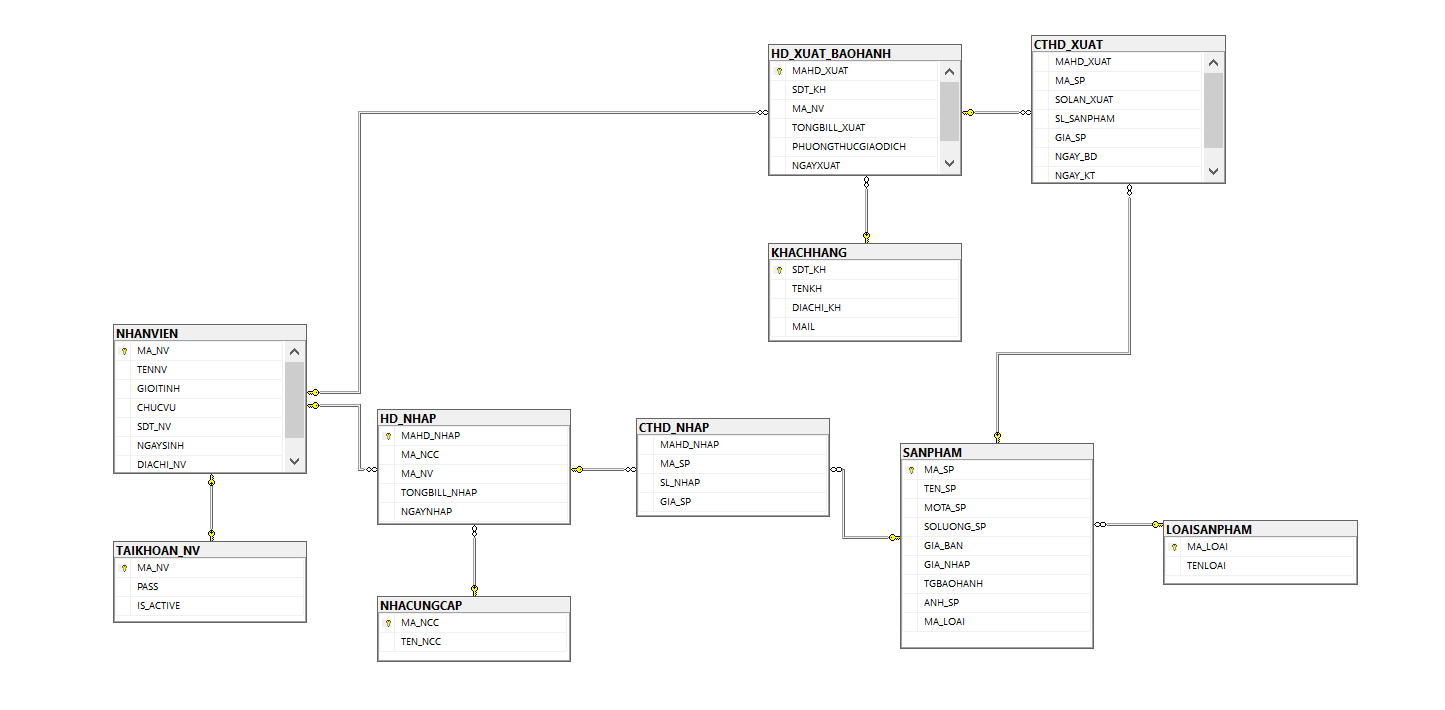 HD_XUAT_BAOHANH
MAHD_XUAT
SDT_KH
MA_NV
TONGBILL_XUAT
PHUONGTHUCGIAODICH
NGAYXUAT
CTHD_XUAT
MAHD_XUAT
MA_SP
SOLAN_XUAT
SL_SANPHAM
GIA_SP
NGAY_BD
NGAY_KT
KHACHHANG
SDT_KH
TENKH
DIACHI_KH
MAIL
NHANVIEN
MA_NV
TENNV
GIOITINH
CHUCVU
SDT_NV
NGAYSINH
DIACHI_NV
HD_NHAP
MAHD_NHAP
MA_NCC
MA_NV
TONGBILL_NHAP
NGAYNHAP
CTHD_NHAP
MAHD_NHAP
MA_SP
SL_NHAP
GIA_SP
SANPHAM
MA_SP
TEN_SP
MOTA_SP
SOLUONG_SP
GIA_BAN
GIA_NHAP
TGBAOHANH
ANH_SP
MA_LOAI
LOAISANPHAM
MA_LOAI
TENLOAI
TAIKHOAN_NV
MA_NV
PASS
IS_ACTIVE
NHACUNGCAP
MA_NCC
TEN_NCC